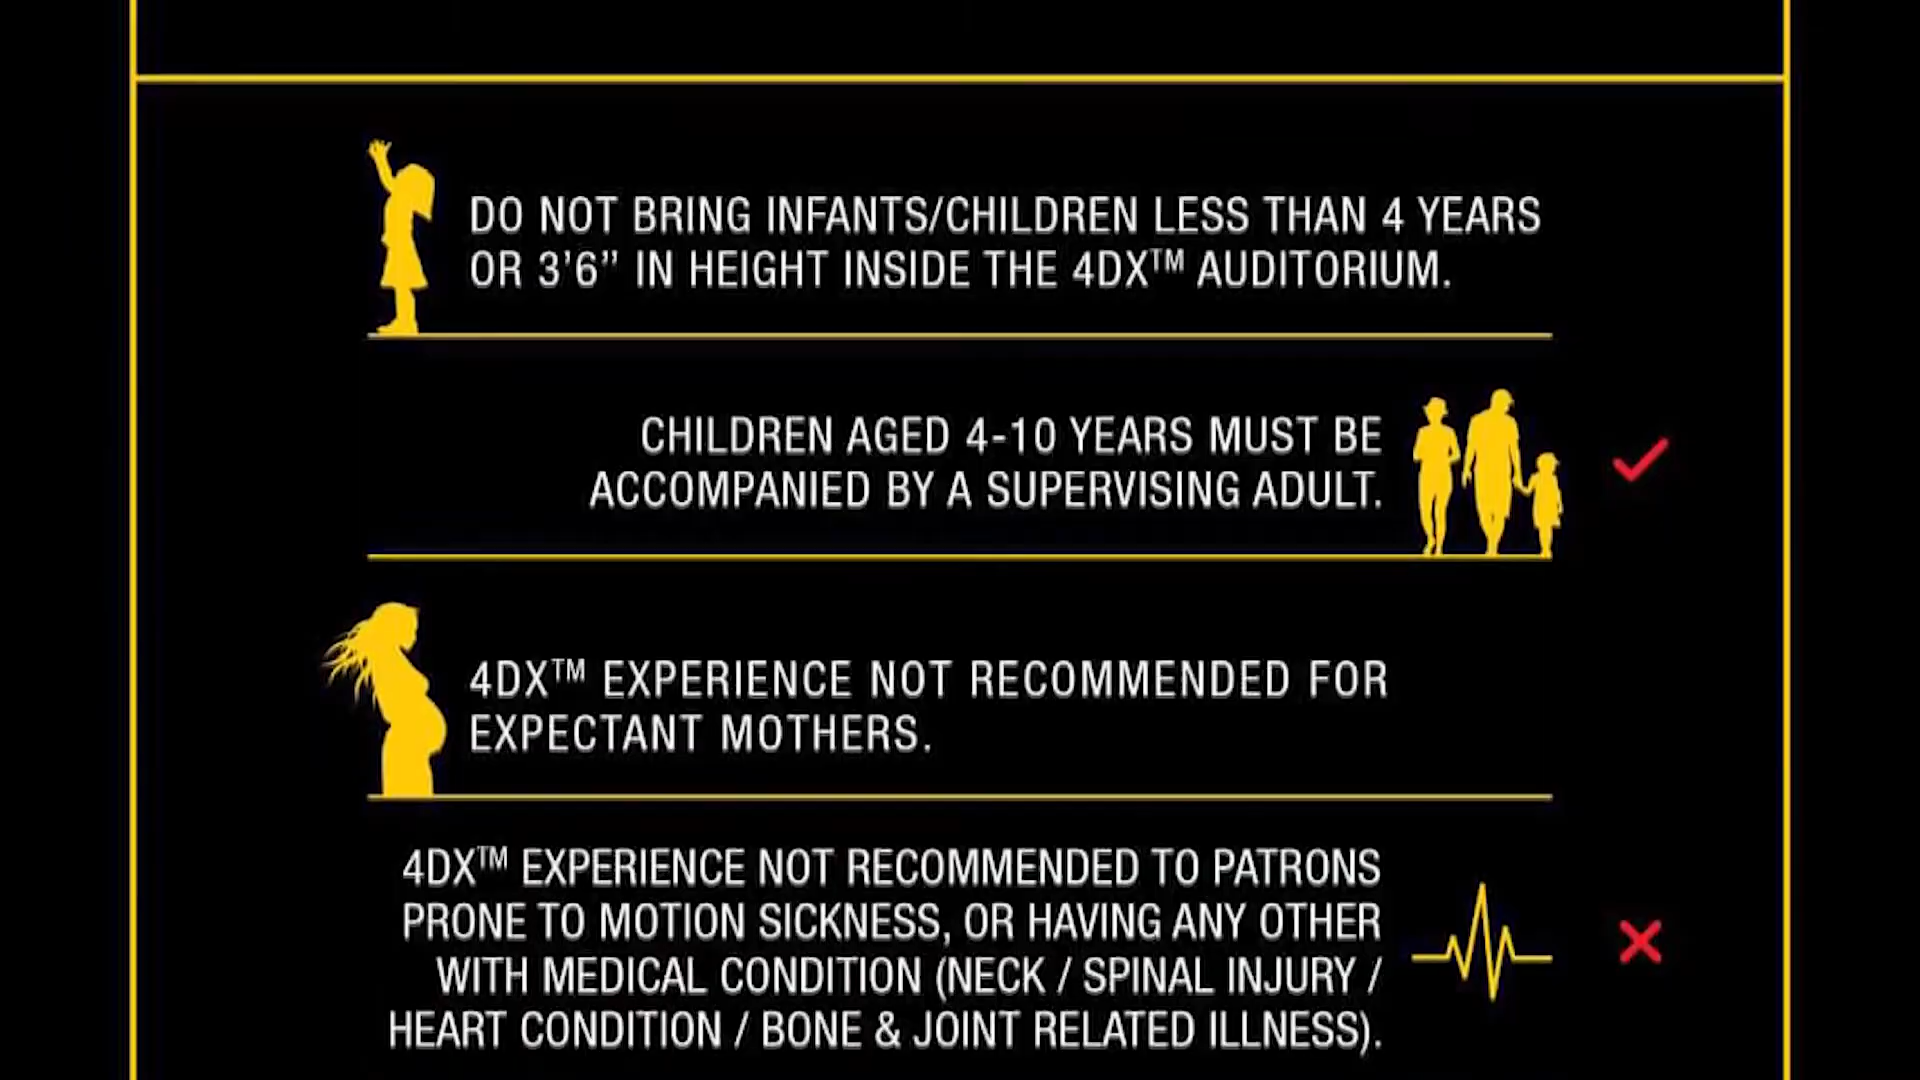 DO NOT BRING INFANTS/CHILDREN LESS THAN 4 YEARS
OR 3’6” IN HEIGHT INSIDE THE 4DX™ AUDITORIUM.
CHILDREN AGED 4-10 YEARS MUST BE
ACCOMPANIED BY A SUPERVISING ADULT.
4DX™ EXPERIENCE NOT RECOMMENDED FOR
EXPECTANT MOTHERS.
4DX™ EXPERIENCE NOT RECOMMENDED TO PATRONS
PRONE TO MOTION SICKNESS, OR HAVING ANY OTHER
WITH MEDICAL CONDITION (NECK / SPINAL INJURY /
HEART CONDITION / BONE & JOINT RELATED ILLNESS).